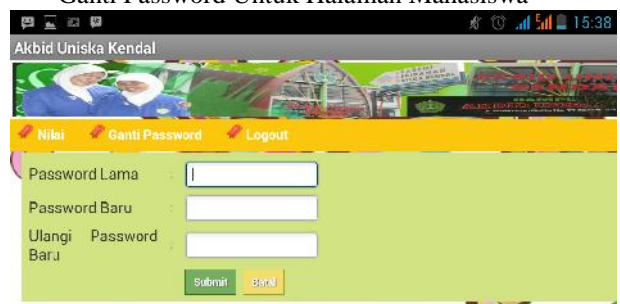 Ganti Password Untuk Halaman Mahasiswa
15:38
Akbid Uniska Kendal
Nilai Ganti Password Logout
Password Lama :
Password Baru :
Ulangi Password
Baru :
Submit Batal